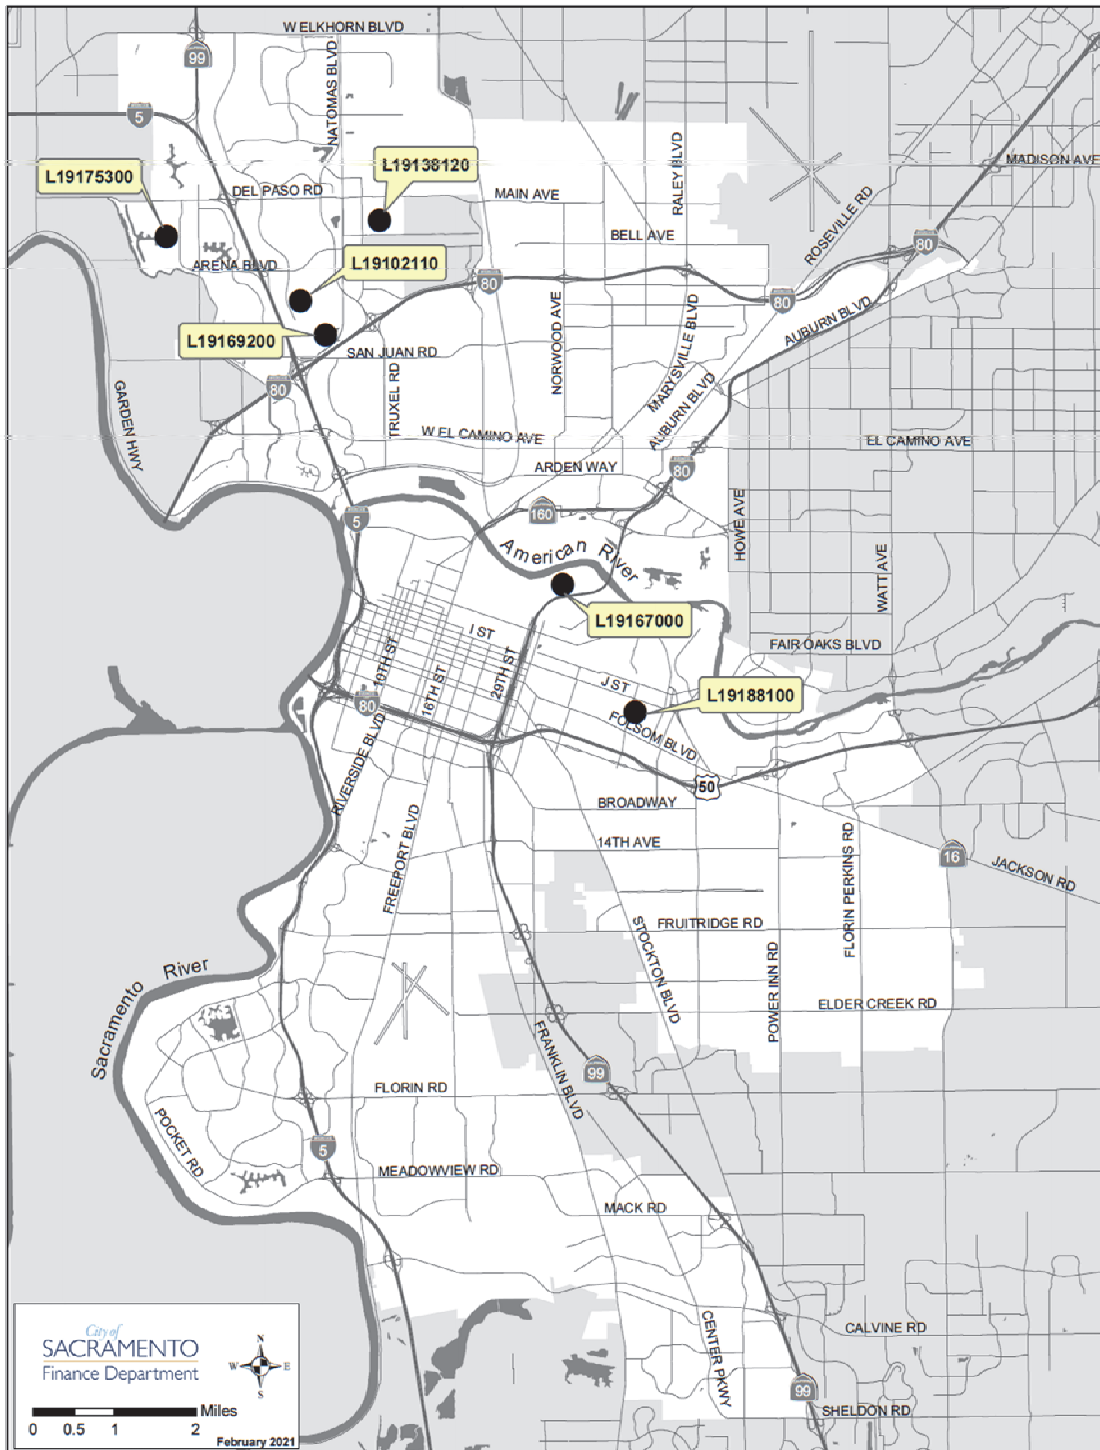 W ELKHORN BLVD
99
NATOMAS BLVD
5
L19175300
L19138120
RALEY BLVD
MADISON AVE
DEL PASO RD
MAIN AVE
ROSEVILLE RD
BELL AVE
80
ARENA BLVD
L19102110
80
80
L19169200
NORWOOD AVE
MARYSVILLE BLVD
AUBURN BLVD
SAN JUAN RD
80
TRUXEL RD
AUBURN BLVD
GARDEN HWY
W EL CAMINO AVE
EL CAMINO AVE
ARDEN WAY
80
160
5
HOWE AVE
American River
WATT AVE
L19167000
I ST
FAIR OAKS BLVD
19TH ST
16TH ST
29TH ST
J ST
L19188100
80
FOLSOM BLVD
RIVERSIDE BLVD
50
BROADWAY
FREEPORT BLVD
14TH AVE
FLORIN PERKINS RD
16
JACKSON RD
FRUITRIDGE RD
STOCKTON BLVD
POWER INN RD
Sacramento River
ELDER CREEK RD
FRANKLIN BLVD
99
FLORIN RD
POCKET RD
5
MEADOWVIEW RD
MACK RD
CENTER PKWY
CALVINE RD
99
SHELDON RD
City of
SACRAMENTO
Finance Department
N
W E
S
Miles
0 0.5 1 2
February 2021